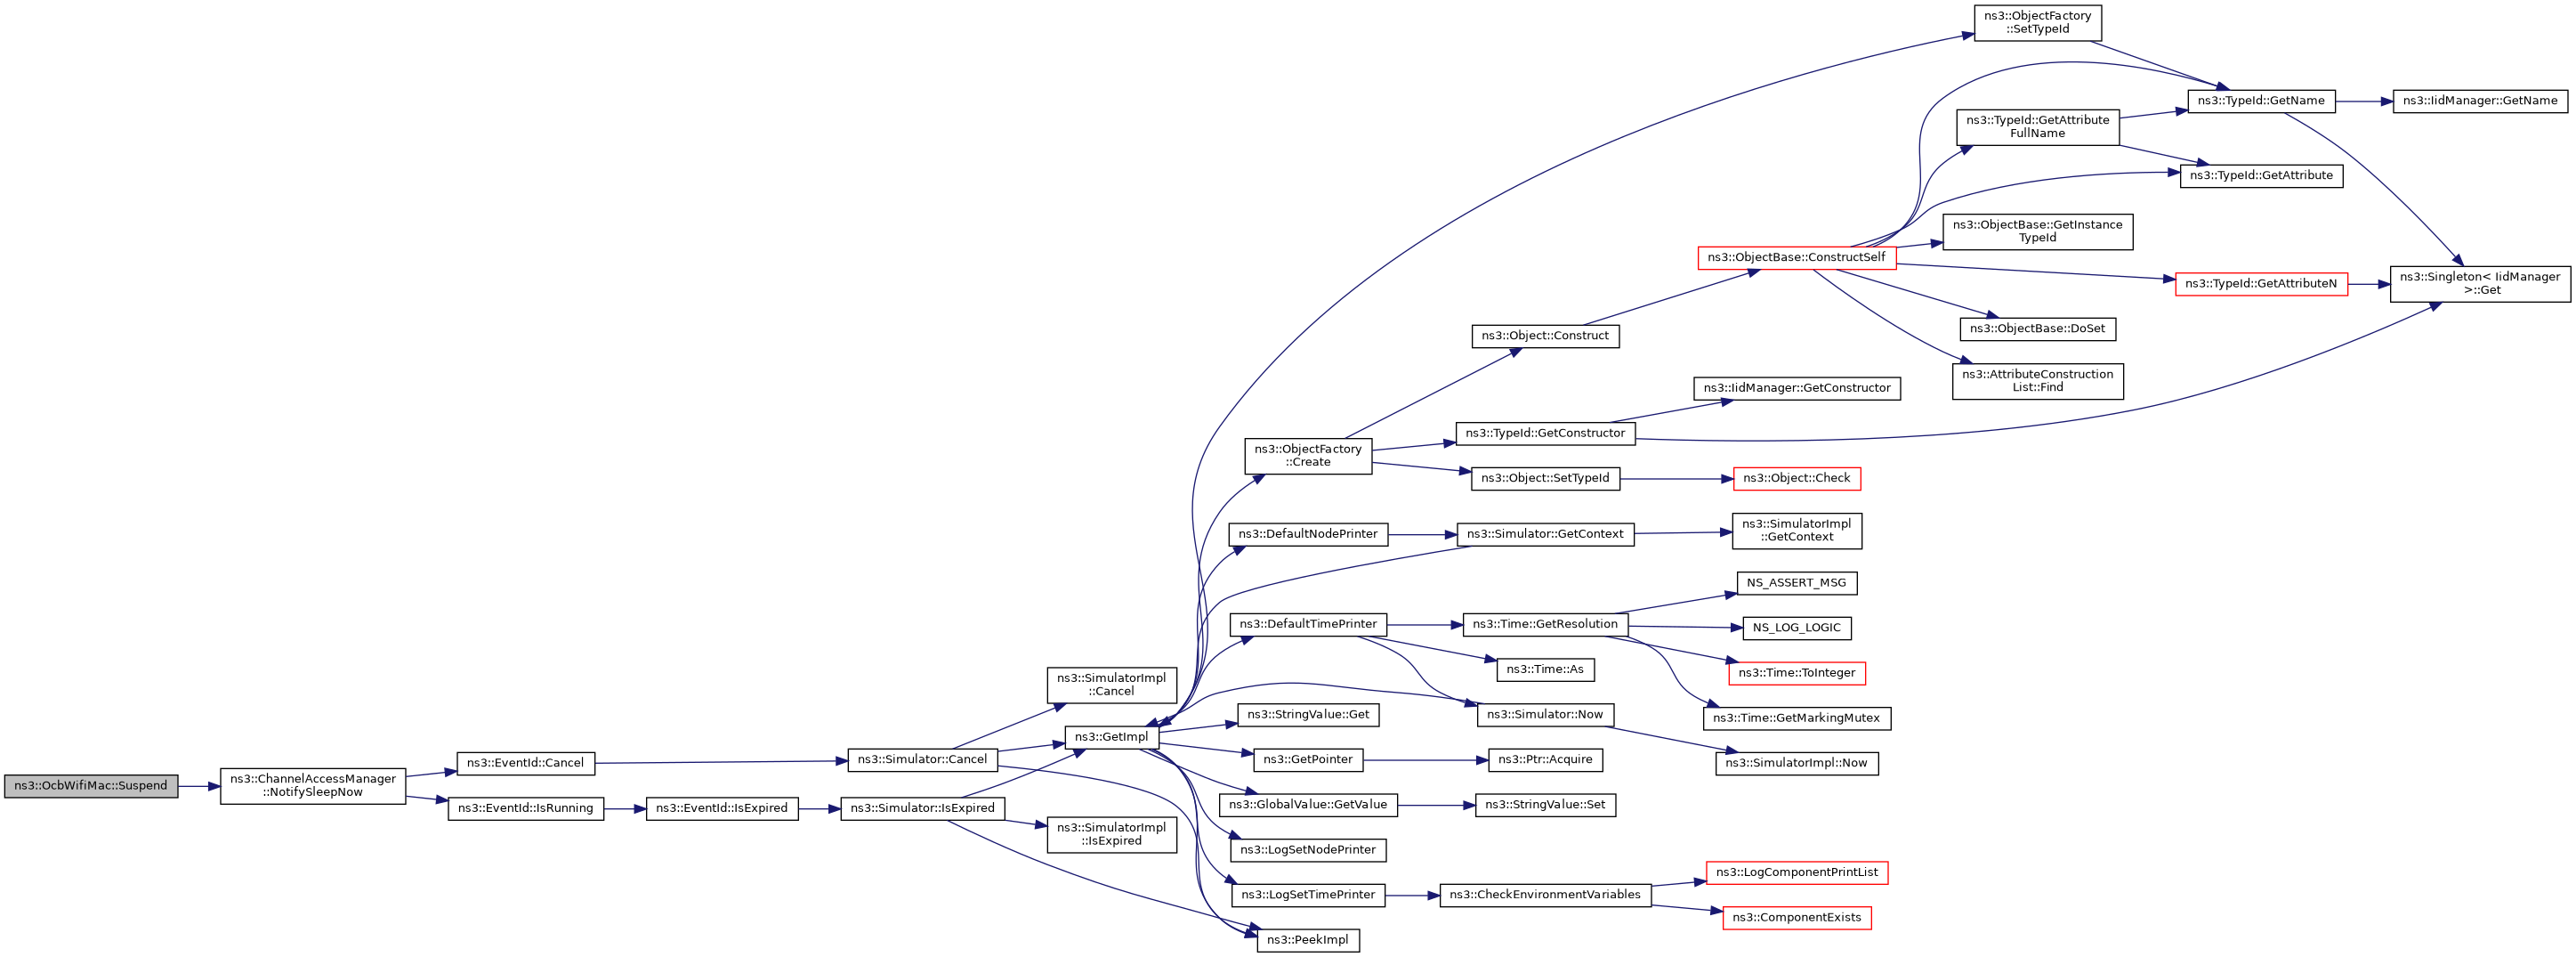 ns3::OcbWifiMac::Suspend
ns3::ChannelAccessManager
::NotifySleepNow
ns3::EventId::Cancel
ns3::EventId::IsRunning
ns3::EventId::IsExpired
ns3::Simulator::Cancel
ns3::Simulator::IsExpired
ns3::SimulatorImpl
::Cancel
ns3::GetImpl
ns3::SimulatorImpl
::IsExpired
ns3::ObjectFactory
::Create
ns3::DefaultNodePrinter
ns3::DefaultTimePrinter
ns3::StringValue::Get
ns3::GetPointer
ns3::GlobalValue::GetValue
ns3::LogSetNodePrinter
ns3::LogSetTimePrinter
ns3::PeekImpl
ns3::Object::Construct
ns3::TypeId::GetConstructor
ns3::Object::SetTypeId
ns3::Simulator::GetContext
ns3::Time::GetResolution
ns3::Time::As
ns3::Simulator::Now
ns3::Ptr::Acquire
ns3::StringValue::Set
ns3::CheckEnvironmentVariables
ns3::ObjectBase::ConstructSelf
ns3::IidManager::GetConstructor
ns3::Object::Check
ns3::SimulatorImpl
::GetContext
NS_ASSERT_MSG
NS_LOG_LOGIC
ns3::Time::ToInteger
ns3::Time::GetMarkingMutex
ns3::SimulatorImpl::Now
ns3::LogComponentPrintList
ns3::ComponentExists
ns3::ObjectFactory
::SetTypeId
ns3::TypeId::GetAttribute
FullName
ns3::ObjectBase::GetInstance
TypeId
ns3::ObjectBase::DoSet
ns3::AttributeConstruction
List::Find
ns3::TypeId::GetName
ns3::TypeId::GetAttribute
ns3::TypeId::GetAttributeN
ns3::IidManager::GetName
ns3::Singleton< IidManager
>::Get